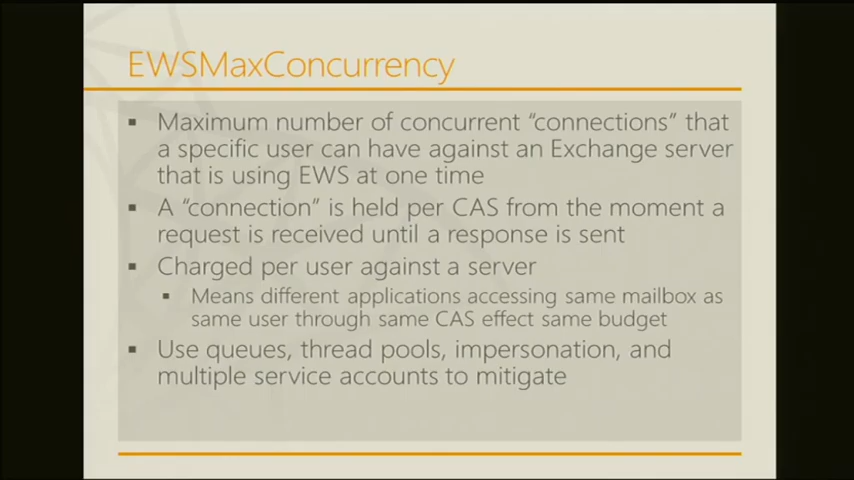 EWSMaxConcurrency
▪ Maximum number of concurrent “connections” that
a specific user can have against an Exchange server
that is using EWS at one time
▪ A “connection” is held per CAS from the moment a
request is received until a response is sent
▪ Charged per user against a server
▪ Means different applications accessing same mailbox as
same user through same CAS effect same budget
▪ Use queues, thread pools, impersonation, and
multiple service accounts to mitigate